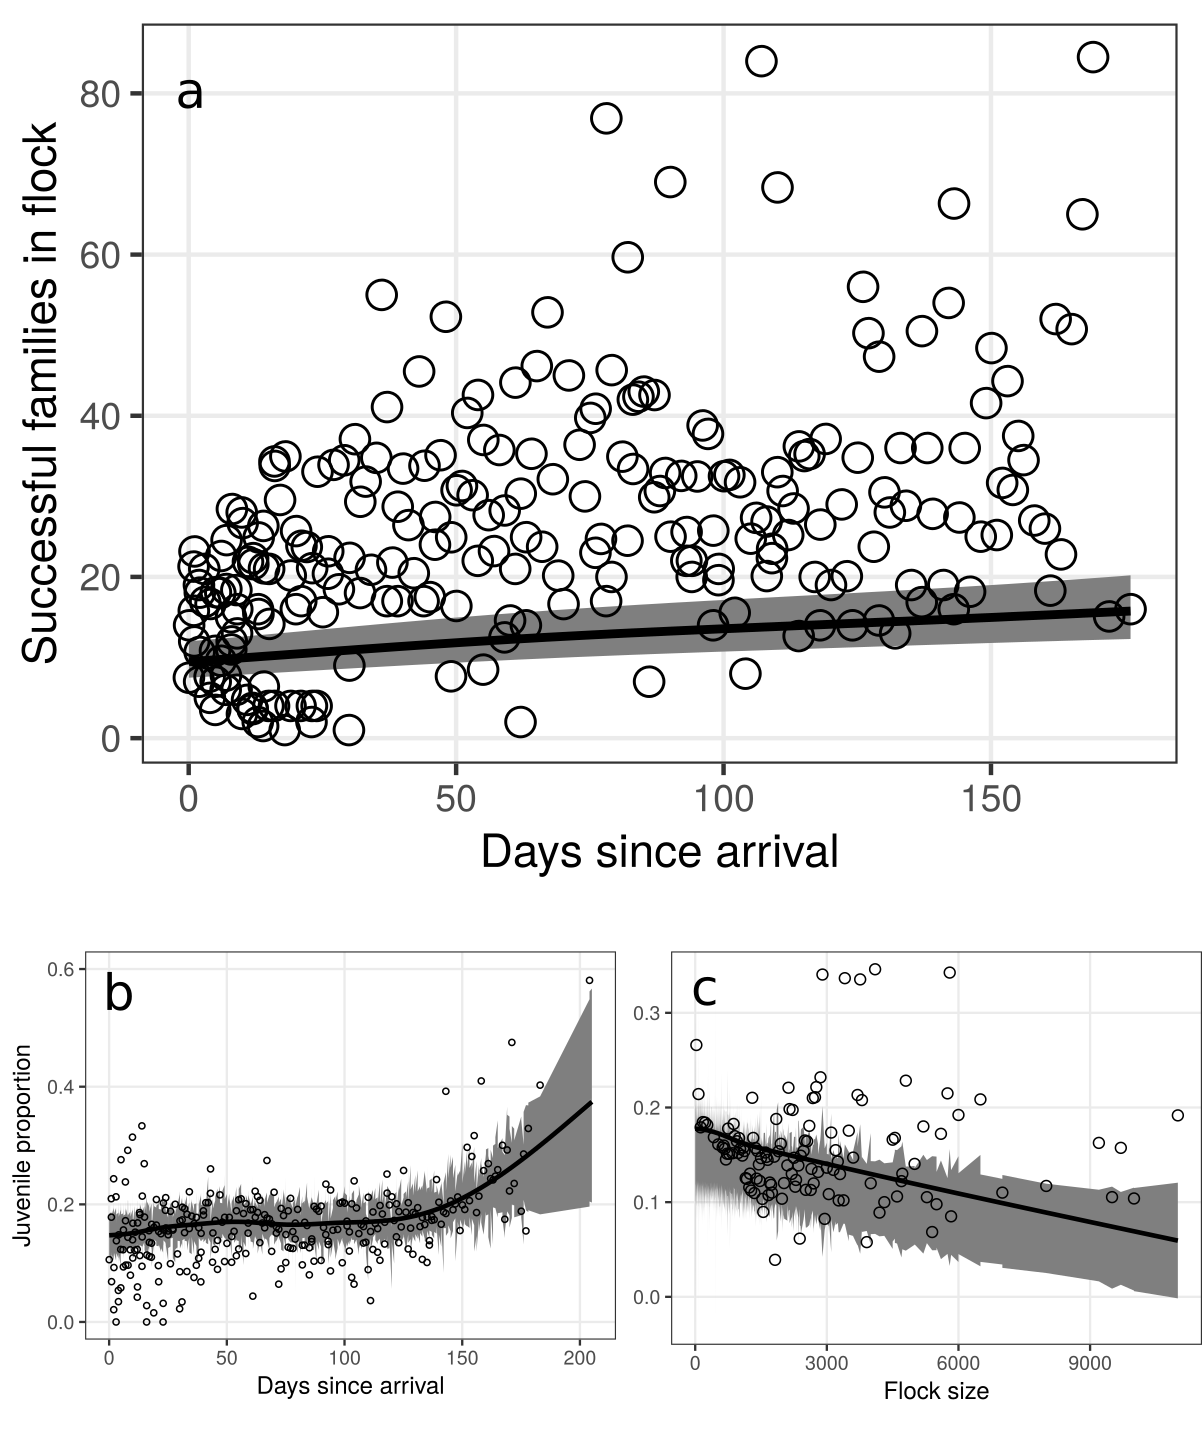 a
80
60
40
20
0
Successful families in flock
0 50 100 150
Days since arrival
b
0.6
0.4
0.2
0.0
Juvenile proportion
0 50 100 150 200
Days since arrival
c
0.3
0.2
0.1
0.0
0 3000 6000 9000
Flock size